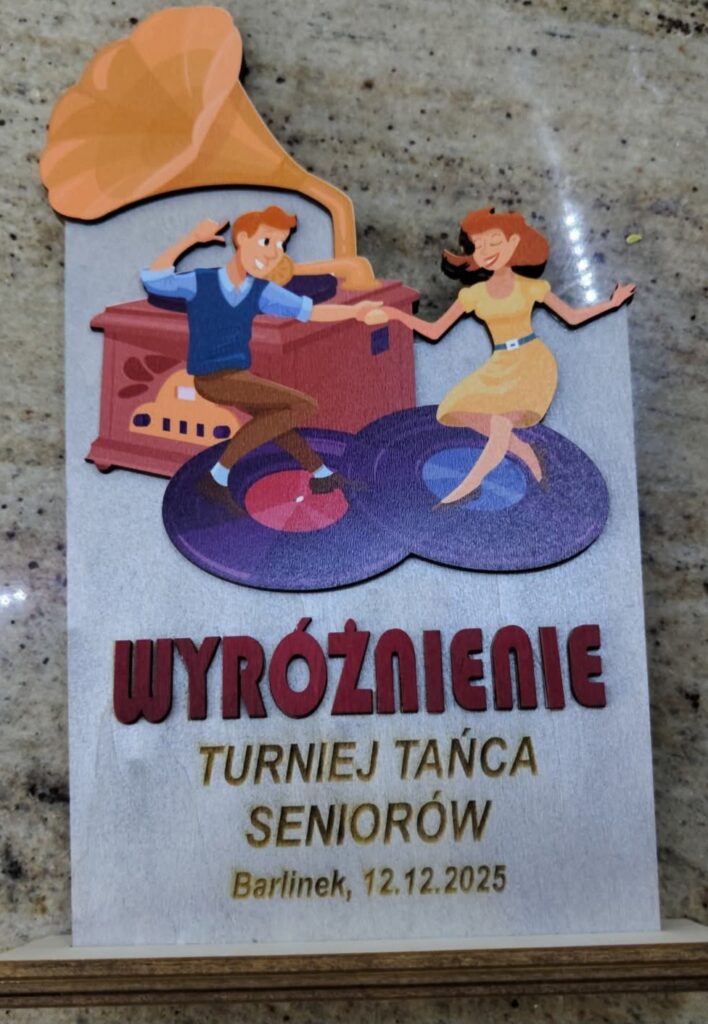 WYRÓŻNIENIE
TURNIEJ TAŃCA
SENIORÓW
Barlinek, 12.12.2025